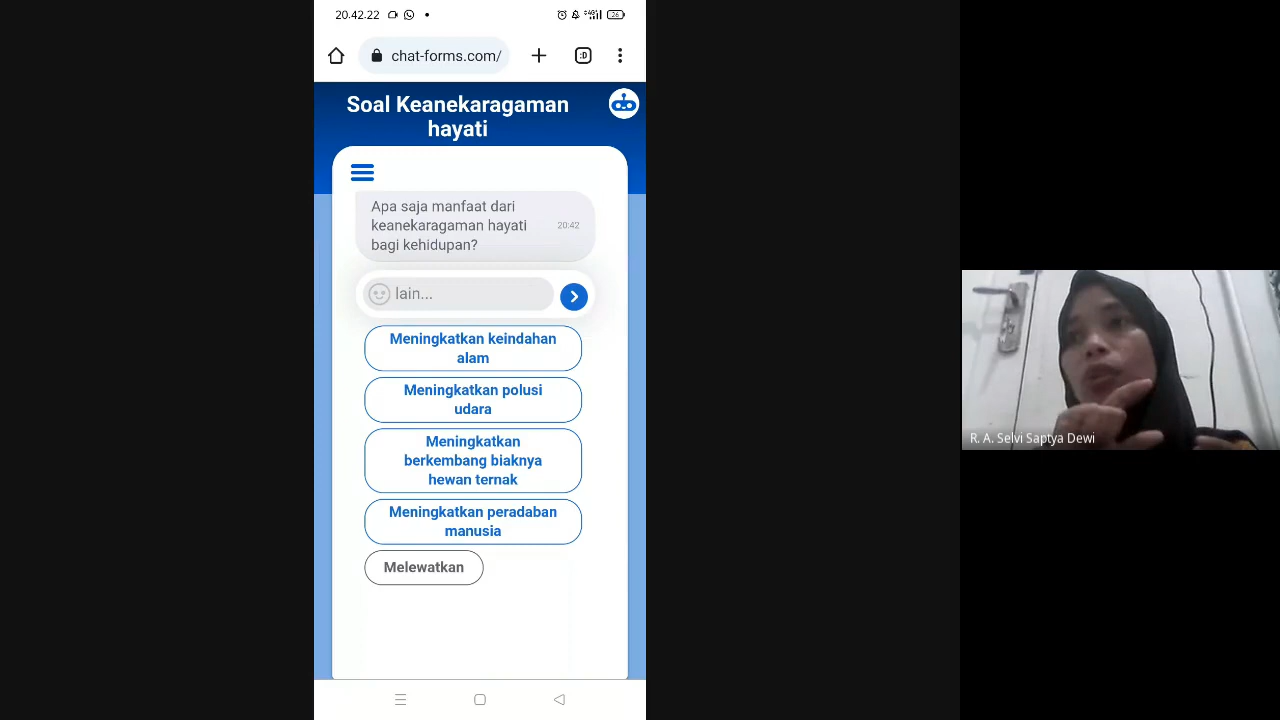 20.42.22
26
chat-forms.com/
:D
Soal Keanekaragaman
hayati
Apa saja manfaat dari
keanekaragaman hayati
bagi kehidupan?
20:42
lain...
Meningkatkan keindahan
alam
Meningkatkan polusi
udara
Meningkatkan
berkembang biaknya
hewan ternak
Meningkatkan peradaban
manusia
Melewatkan
R. A. Selvi Saptya Dewi